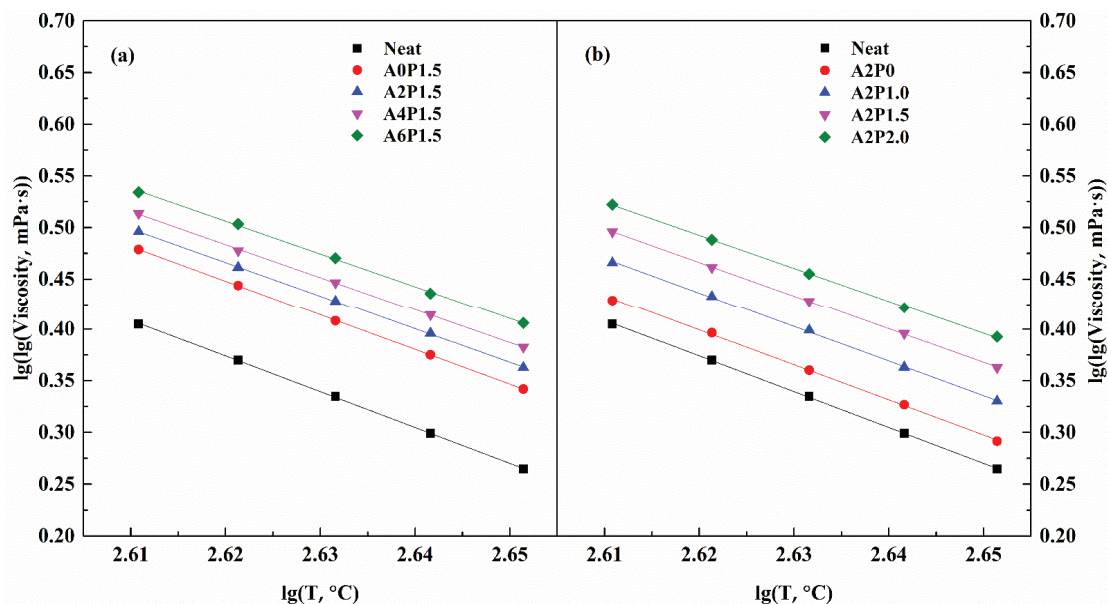 0.70
0.65
0.60
0.55
0.50
0.45
0.40
0.35
0.30
0.25
0.20
lg(lg(Viscosity, mPa·s))
(a)
Neat
A0P1.5
A2P1.5
A4P1.5
A6P1.5
2.61 2.62 2.63 2.64 2.65
lg(T, °C)
(b)
Neat
A2P0
A2P1.0
A2P1.5
A2P2.0
2.61 2.62 2.63 2.64 2.65
lg(T, °C)
0.70
0.65
0.60
0.55
0.50
0.45
0.40
0.35
0.30
0.25
0.20
lg(lg(Viscosity, mPa·s))